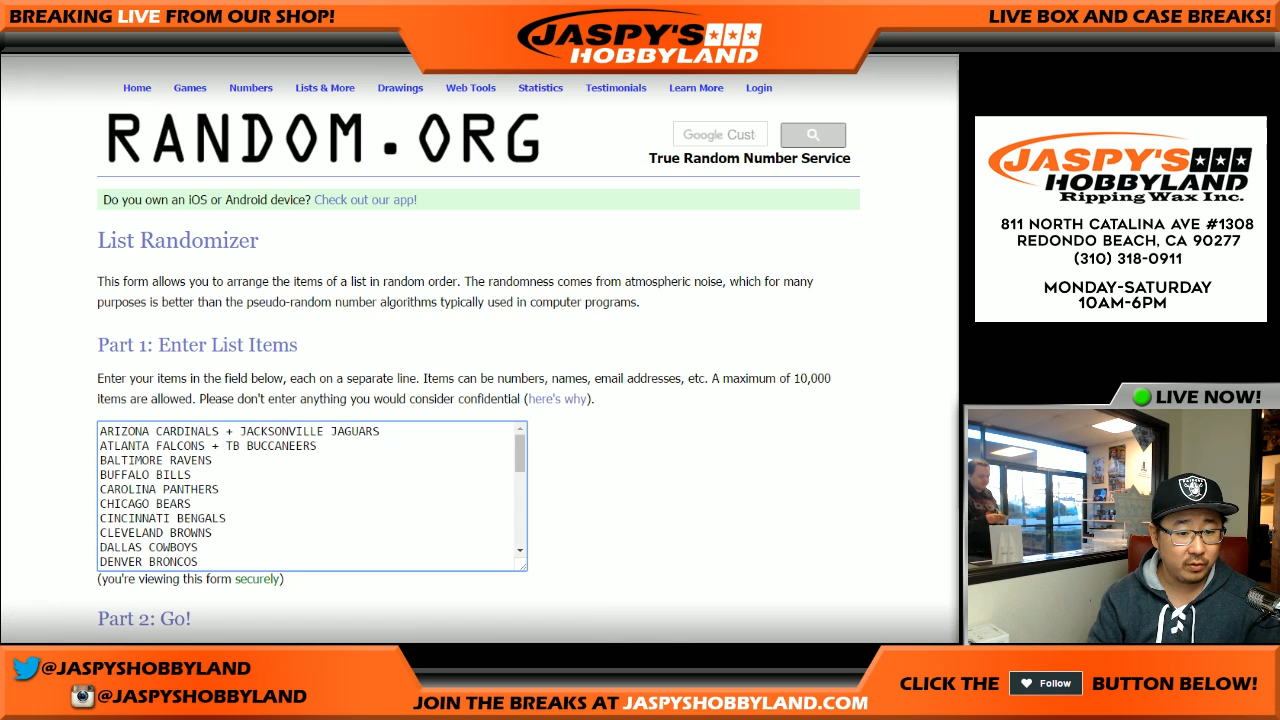 BREAKING LIVE FROM OUR SHOP!
JASPY'S
HOBBYLAND
LIVE BOX AND CASE BREAKS!
Home Games Numbers Lists & More Drawings Web Tools Statistics Testimonials Learn More Login
RANDOM.ORG
Google Cust
True Random Number Service
Do you own an iOS or Android device? Check out our app!
List Randomizer
This form allows you to arrange the items of a list in random order. The randomness comes from atmospheric noise, which for many
purposes is better than the pseudo-random number algorithms typically used in computer programs.
Part 1: Enter List Items
Enter your items in the field below, each on a separate line. Items can be numbers, names, email addresses, etc. A maximum of 10,000
items are allowed. Please don't enter anything you would consider confidential (here's why).
ARIZONA CARDINALS + JACKSONVILLE JAGUARS
ATLANTA FALCONS + TB BUCCANEERS
BALTIMORE RAVENS
BUFFALO BILLS
CAROLINA PANTHERS
CHICAGO BEARS
CINCINNATI BENGALS
CLEVELAND BROWNS
DALLAS COWBOYS
DENVER BRONCOS
(you're viewing this form securely)
Part 2: Go!
JASPY'S
HOBBYLAND
Ripping Wax Inc.
811 NORTH CATALINA AVE #1308
REDONDO BEACH, CA 90277
(310) 318-0911
MONDAY-SATURDAY
10AM-6PM
LIVE NOW!
RAIDERS
@JASPYSHOBBYLAND
@JASPYSHOBBYLAND
JOIN THE BREAKS AT JASPYSHOBBYLAND.COM
CLICK THE Follow BUTTON BELOW!